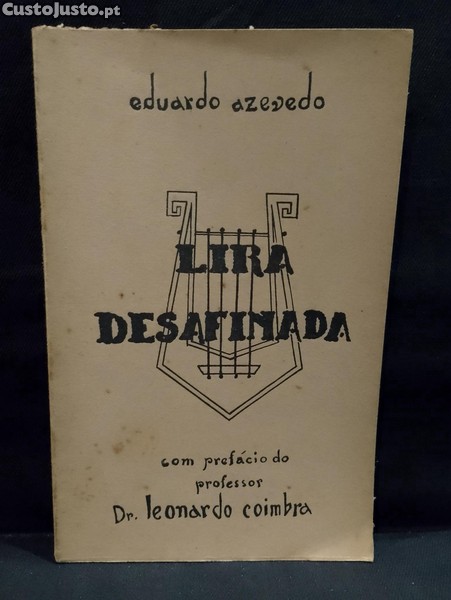 CustoJusto.pt
eduardo azevedo
LIRA
DESAFINADA
com prefácio do
professor
Dr. leonardo coimbra